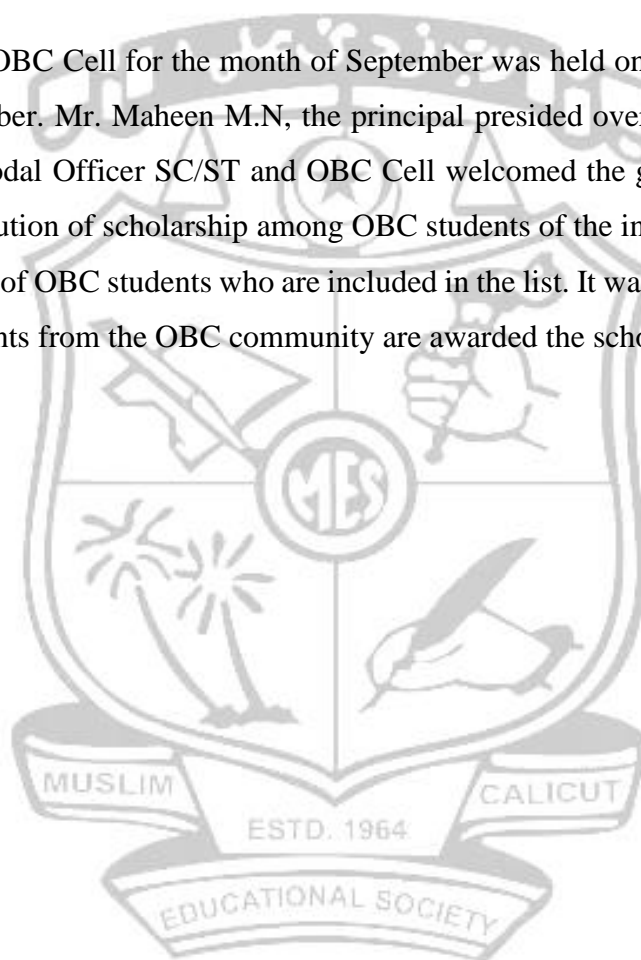 OBC Cell for the month of September was held on
ber. Mr. Maheen M.N, the principal presided over
odal Officer SC/ST and OBC Cell welcomed the g
ution of scholarship among OBC students of the in
of OBC students who are included in the list. It wa
nts from the OBC community are awarded the scho
MES
MUSLIM
CALICUT
ESTD. 1964
EDUCATIONAL SOCIETY